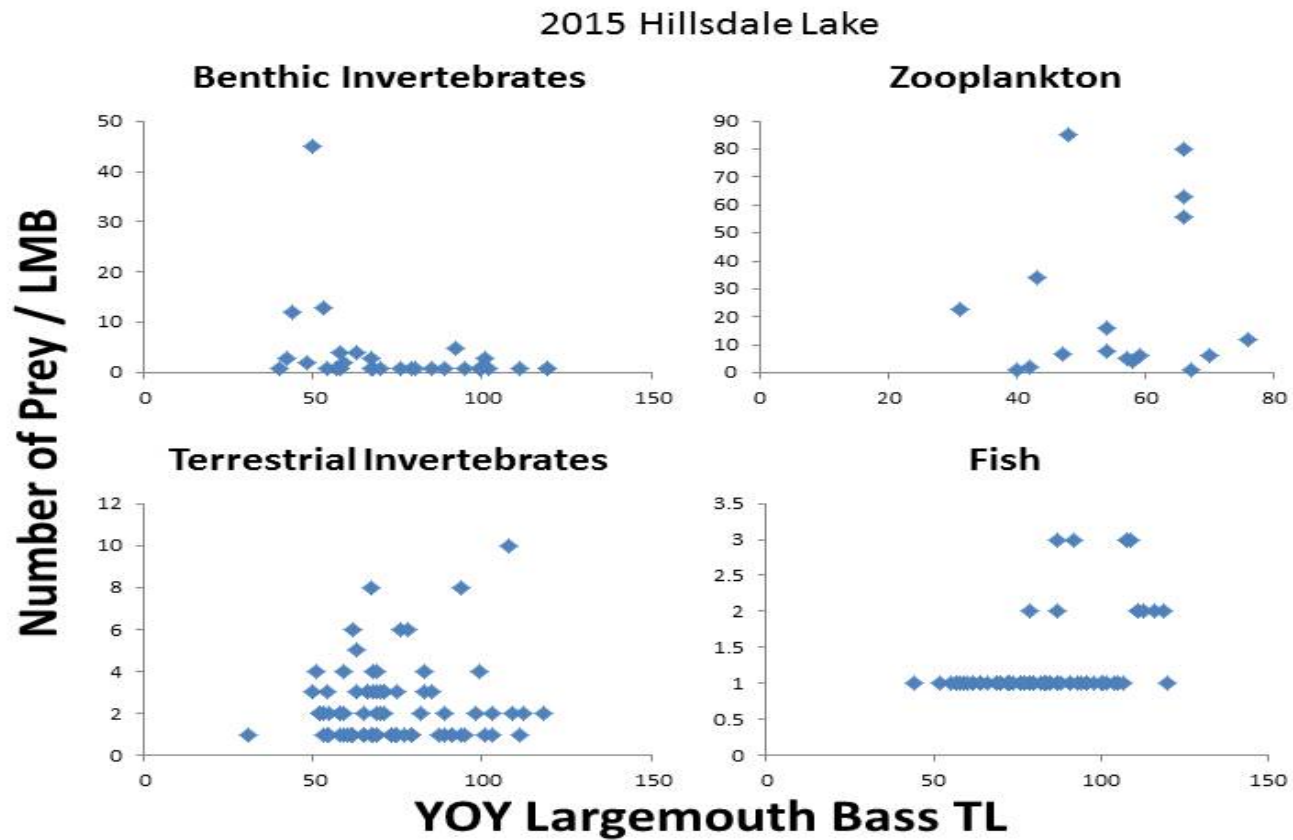 2015 Hillsdale Lake
Number of Prey / LMB
Benthic Invertebrates
50
40
30
20
10
0
0 50 100 150
Zooplankton
90
80
70
60
50
40
30
20
10
0
0 20 40 60 80
Terrestrial Invertebrates
12
10
8
6
4
2
0
0 50 100 150
Fish
3.5
3
2.5
2
1.5
1
0.5
0
0 50 100 150
YOY Largemouth Bass TL